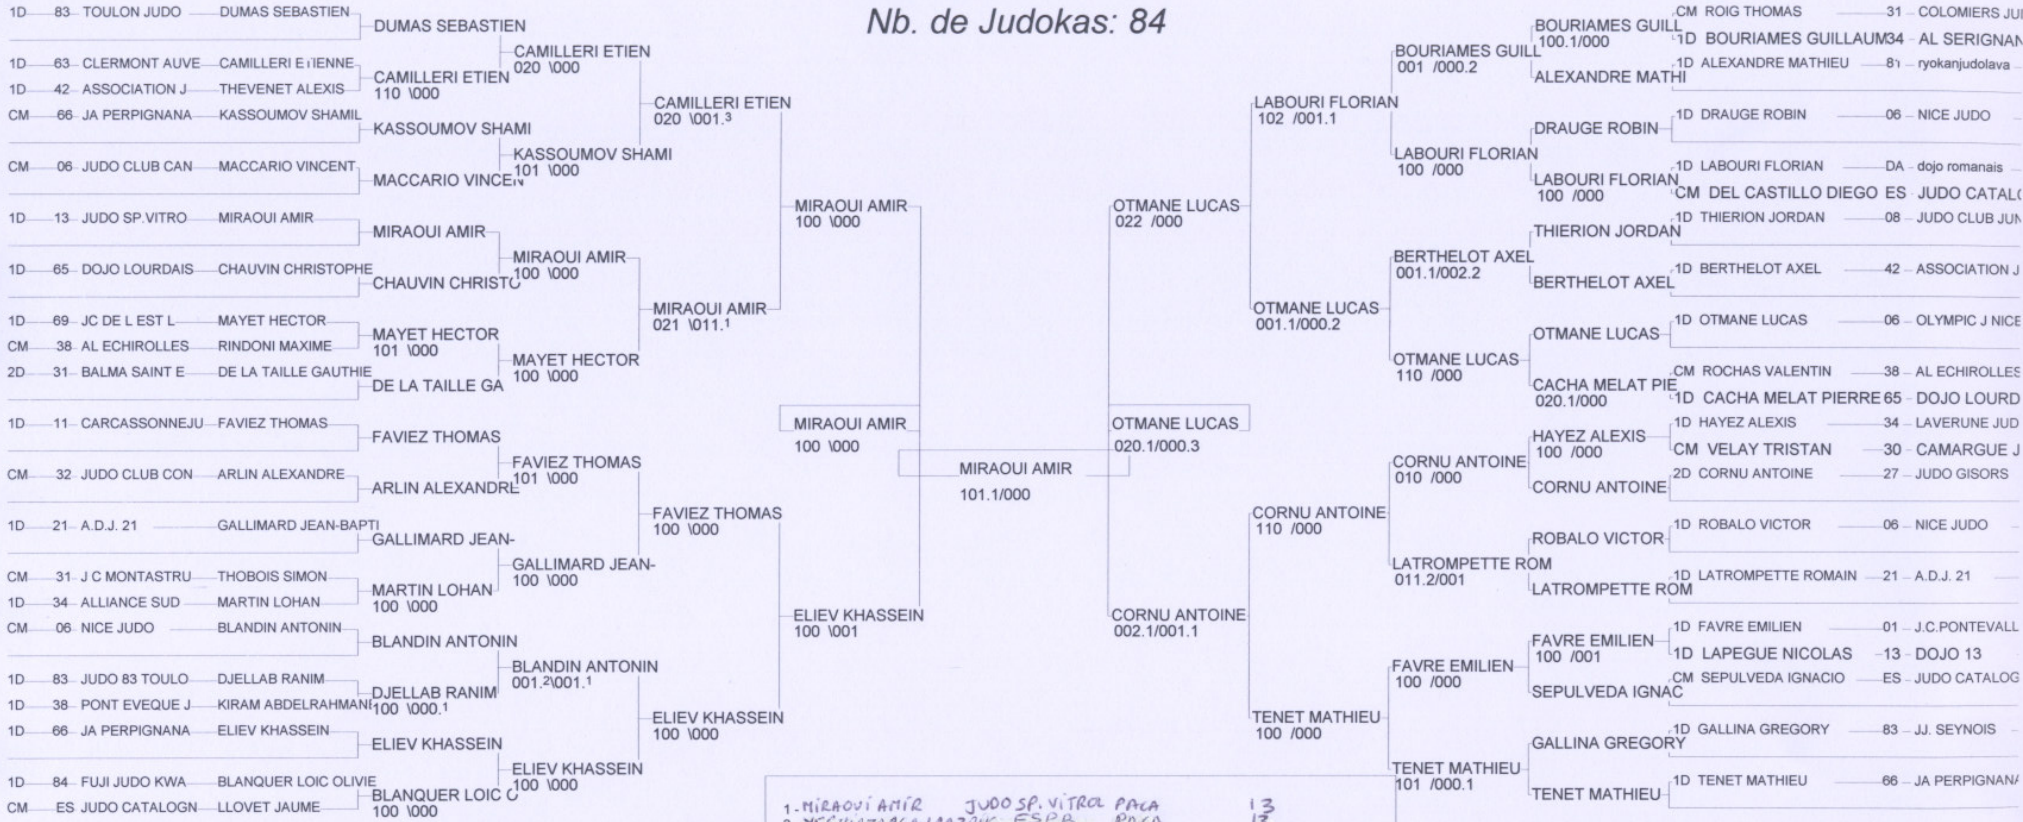 Nb. de Judokas: 84
1D 83 TOULON JUDO DUMAS SEBASTIEN
1D 63 CLERMONT AUVE CAMILLERI ETIENNE
1D 42 ASSOCIATION J THEVENET ALEXIS
CM 66 JA PERPIGNANA KASSOUMOV SHAMIL
CM 06 JUDO CLUB CAN MACCARIO VINCENT
1D 13 JUDO SP.VITRO MIRAOUI AMIR
1D 65 DOJO LOURDAIS CHAUVIN CHRISTOPHE
1D 69 JC DE L EST L MAYET HECTOR
CM 38 AL ECHIROLLES RINDONI MAXIME
2D 31 BALMA SAINT E DE LA TAILLE GAUTHIE
1D 11 CARCASSONNEJU FAVIEZ THOMAS
CM 32 JUDO CLUB CON ARLIN ALEXANDRE
1D 21 A.D.J. 21 GALLIMARD JEAN-BAPTI
CM 31 J C MONTASTRU THOBOIS SIMON
1D 34 ALLIANCE SUD MARTIN LOHAN
CM 06 NICE JUDO BLANDIN ANTONIN
1D 83 JUDO 83 TOULO DJELLAB RANIM
1D 38 PONT EVEQUE J KIRAM ABDELRAHMANE
1D 66 JA PERPIGNANA ELIEV KHASSEIN
1D 84 FUJI JUDO KWA BLANQUER LOIC OLIVIE
CM ES JUDO CATALOGN LLOVET JAUME
DUMAS SEBASTIEN
CAMILLERI ETIEN
110 \000
KASSOUMOV SHAMI
MACCARIO VINCEN
MIRAOUI AMIR
CHAUVIN CHRISTO
MAYET HECTOR
101 \000
DE LA TAILLE GA
FAVIEZ THOMAS
ARLIN ALEXANDRE
GALLIMARD JEAN-
MARTIN LOHAN
100 \000
BLANDIN ANTONIN
DJELLAB RANIM
100 \000.1
ELIEV KHASSEIN
BLANQUER LOIC O
100 \000
CAMILLERI ETIEN
020 \000
KASSOUMOV SHAMI
101 \000
MIRAOUI AMIR
100 \000
MAYET HECTOR
100 \000
FAVIEZ THOMAS
101 \000
GALLIMARD JEAN-
100 \000
BLANDIN ANTONIN
001.2\001.1
ELIEV KHASSEIN
100 \000
CAMILLERI ETIEN
020 \001.3
MIRAOUI AMIR
021 \011.1
FAVIEZ THOMAS
100 \000
ELIEV KHASSEIN
100 \000
MIRAOUI AMIR
100 \000
ELIEV KHASSEIN
100 \001
MIRAOUI AMIR
100 \000
MIRAOUI AMIR
101.1/000
OTMANE LUCAS
020.1/000.3
OTMANE LUCAS
022 /000
CORNU ANTOINE
002.1/001.1
LABOURI FLORIAN
102 /001.1
OTMANE LUCAS
001.1/000.2
CORNU ANTOINE
110 /000
TENET MATHIEU
100 /000
BOURIAMES GUILL
001 /000.2
LABOURI FLORIAN
100 /000
BERTHELOT AXEL
001.1/002.2
OTMANE LUCAS
110 /000
CORNU ANTOINE
010 /000
LATROMPETTE ROM
011.2/001
FAVRE EMILIEN
100 /000
TENET MATHIEU
101 /000.1
BOURIAMES GUILL
100.1/000
ALEXANDRE MATHI
DRAUGE ROBIN
LABOURI FLORIAN
100 /000
THIERION JORDAN
BERTHELOT AXEL
OTMANE LUCAS
CACHA MELAT PIE
020.1/000
HAYEZ ALEXIS
100 /000
CORNU ANTOINE
ROBALO VICTOR
LATROMPETTE ROM
FAVRE EMILIEN
100 /001
SEPULVEDA IGNAC
GALLINA GREGORY
TENET MATHIEU
CM ROIG THOMAS 31 COLOMIERS JUI
1D BOURIAMES GUILLAUM34 AL SERIGNAN
1D ALEXANDRE MATHIEU 81 ryokanjudolava
1D DRAUGE ROBIN 06 NICE JUDO
1D LABOURI FLORIAN DA dojo romanais
CM DEL CASTILLO DIEGO ES JUDO CATAL
1D THIERION JORDAN 08 JUDO CLUB JUN
1D BERTHELOT AXEL 42 ASSOCIATION J
1D OTMANE LUCAS 06 OLYMPIC J NICE
CM ROCHAS VALENTIN 38 AL ECHIROLLES
1D CACHA MELAT PIERRE 65 DOJO LOURD
1D HAYEZ ALEXIS 34 LAVERUNE JUD
CM VELAY TRISTAN 30 CAMARGUE J
2D CORNU ANTOINE 27 JUDO GISORS
1D ROBALO VICTOR 06 NICE JUDO
1D LATROMPETTE ROMAIN 21 A.D.J. 21
1D FAVRE EMILIEN 01 J.C.PONTEVALL
1D LAPEGUE NICOLAS 13 DOJO 13
CM SEPULVEDA IGNACIO ES JUDO CATALOG
1D GALLINA GREGORY 83 JJ. SEYNOIS
1D TENET MATHIEU 66 JA PERPIGNANA
1- MIRAOUI AMIR JUDO SP. VITROL PACA 13